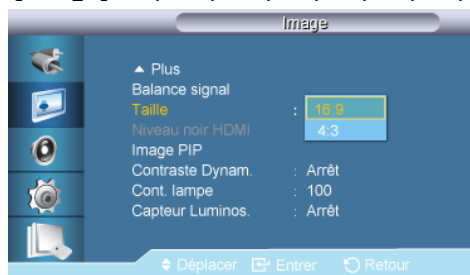 Image
▲ Plus
Balance signal
Taille : 16:9
4:3
Niveau noir HDMI
Image PIP
Contraste Dynam. : Arrêt
Cont. lampe : 100
Capteur Luminos. : Arrêt
Déplacer Entrer Retour